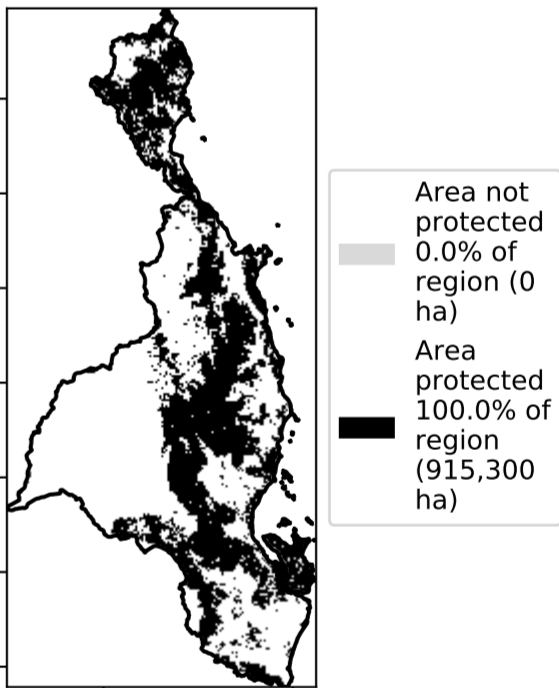 Area not
protected
0.0% of
region (0
ha)
Area
protected
100.0% of
region
(915,300
ha)